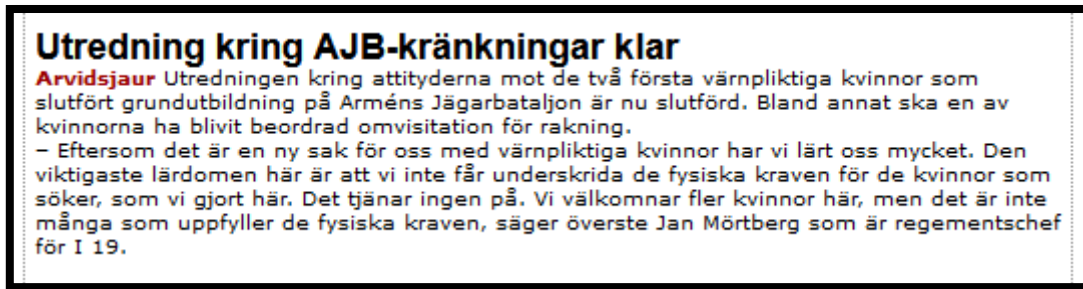 Utredning kring AJB-kränkningar klar
Arvidsjaur Utredningen kring attityderna mot de två första värnpliktiga kvinnor som
slutfört grundutbildning på Arméns Jägarbataljon är nu slutförd. Bland annat ska en av
kvinnorna ha blivit beordrad omvisitation för rakning.
– Eftersom det är en ny sak för oss med värnpliktiga kvinnor har vi lärt oss mycket. Den
viktigaste lärdomen här är att vi inte får underskrida de fysiska kraven för de kvinnor som
söker, som vi gjort här. Det tjänar ingen på. Vi välkomnar fler kvinnor här, men det är inte
många som uppfyller de fysiska kraven, säger överste Jan Mörtberg som är regementschef
för I 19.